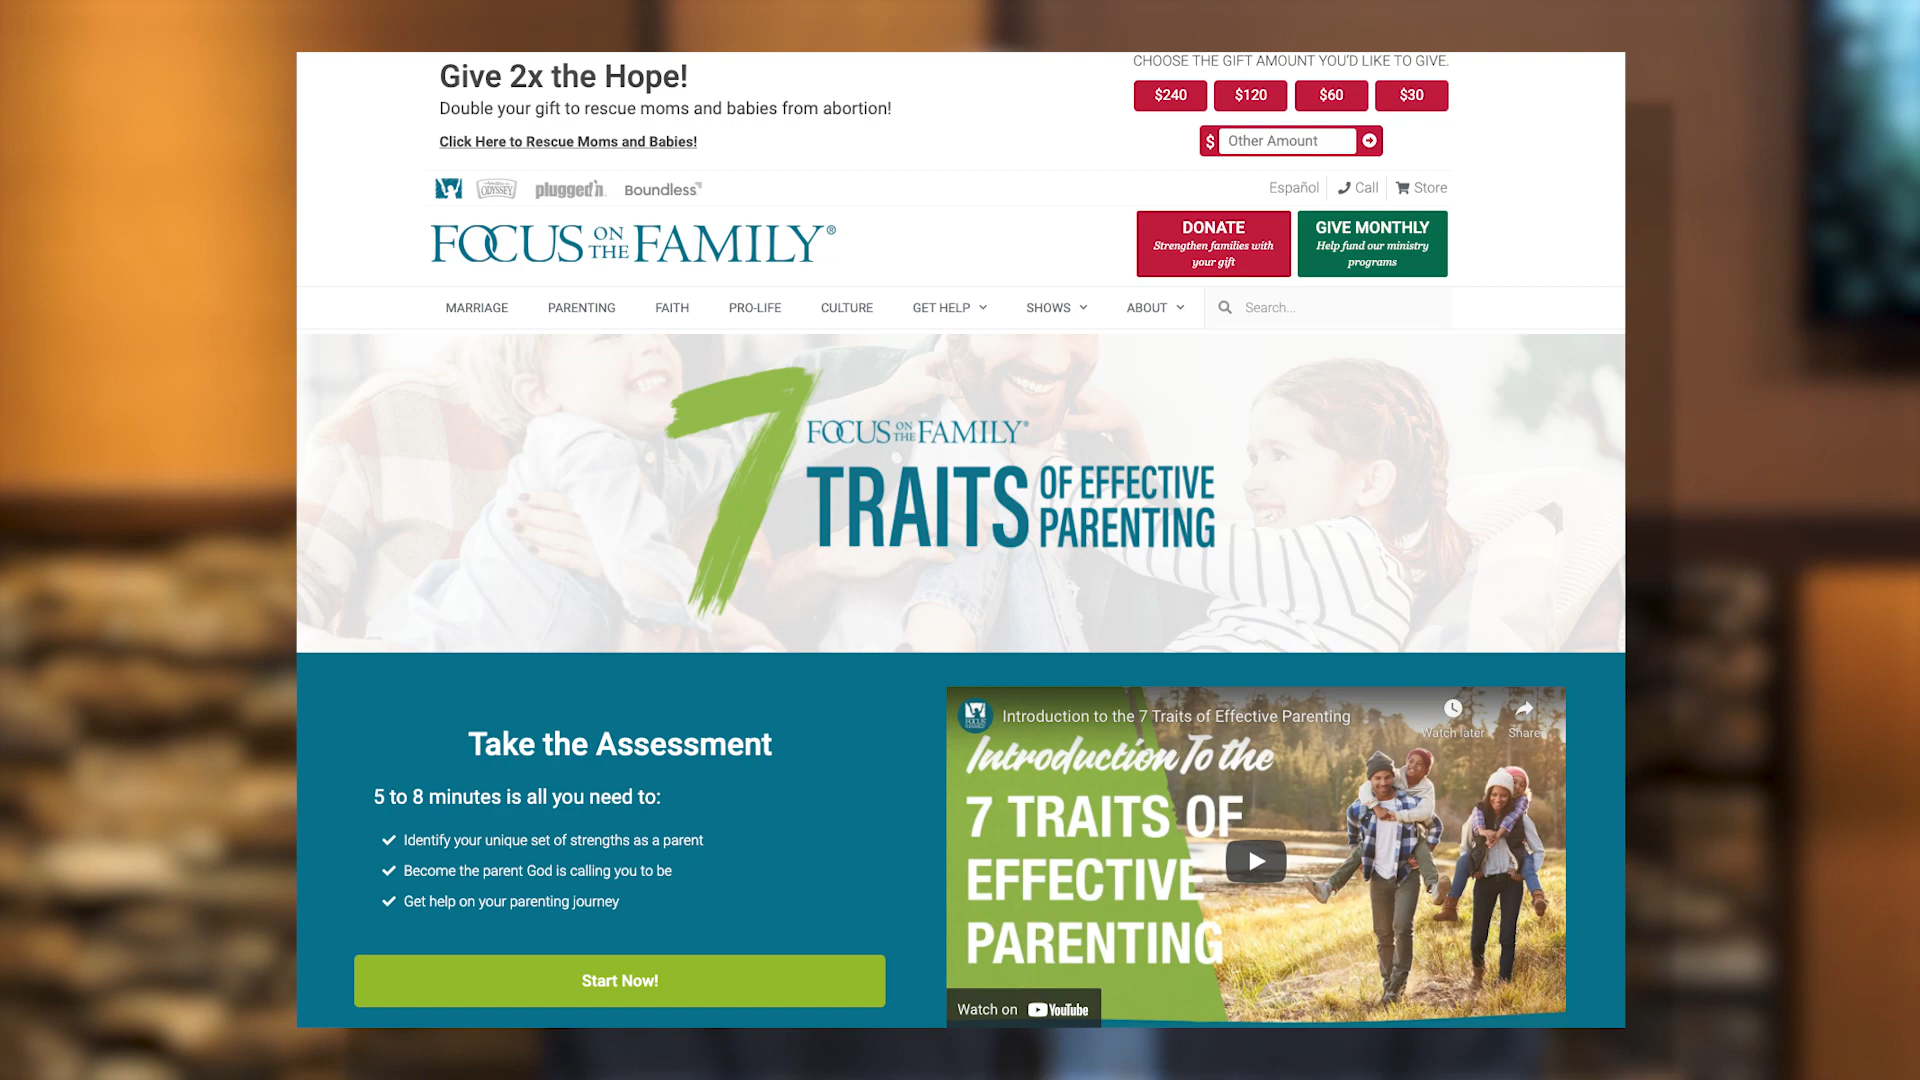 Give 2x the Hope!
Double your gift to rescue moms and babies from abortion!
Click Here to Rescue Moms and Babies!
CHOOSE THE GIFT AMOUNT YOU'D LIKE TO GIVE.
$240 $120 $60 $30
$ Other Amount
ODYSSEY plugged in Boundless
Español Call Store
FOCUS ON THE FAMILY®
DONATE
Strengthen families with
your gift
GIVE MONTHLY
Help fund our ministry
programs
MARRIAGE PARENTING FAITH PRO-LIFE CULTURE GET HELP SHOWS ABOUT Search...
7
FOCUS ON THE FAMILY®
TRAITS OF EFFECTIVE
PARENTING
Take the Assessment
5 to 8 minutes is all you need to:
Identify your unique set of strengths as a parent
Become the parent God is calling you to be
Get help on your parenting journey
Start Now!
Introduction to the 7 Traits of Effective Parenting
Watch later Share
Introduction To the
7 TRAITS OF
EFFECTIVE
PARENTING
Watch on YouTube